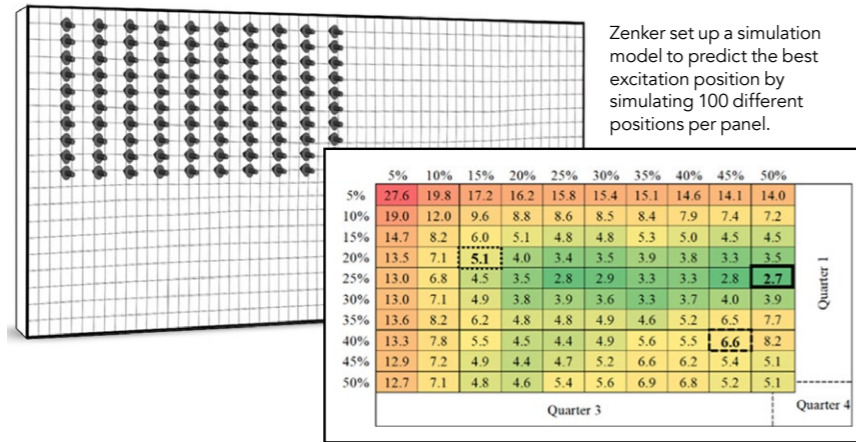 Zenker set up a simulation
model to predict the best
excitation position by
simulating 100 different
positions per panel.
5% 10% 15% 20% 25% 30% 35% 40% 45% 50%
5% 27.6 19.8 17.2 16.2 15.8 15.4 15.1 14.6 14.1 14.0
10% 19.0 12.0 9.6 8.8 8.6 8.5 8.4 7.9 7.4 7.2
15% 14.7 8.2 6.0 5.1 4.8 4.8 5.3 5.0 4.5 4.5
20% 13.5 7.1 5.1 4.0 3.4 3.5 3.9 3.8 3.3 3.5
25% 13.0 6.8 4.5 3.5 2.8 2.9 3.3 3.3 2.8 2.7
30% 13.0 7.1 4.9 3.8 3.9 3.6 3.3 3.7 4.0 3.9
35% 13.6 8.2 6.2 4.8 4.8 4.9 4.6 5.2 6.5 7.7
40% 13.3 7.8 5.5 4.5 4.4 4.9 5.6 5.5 6.6 8.2
45% 12.9 7.2 4.9 4.4 4.7 5.2 6.6 6.2 5.4 5.1
50% 12.7 7.1 4.8 4.6 5.4 5.6 6.9 6.8 5.2 5.1
Quarter 1
Quarter 3
Quarter 4